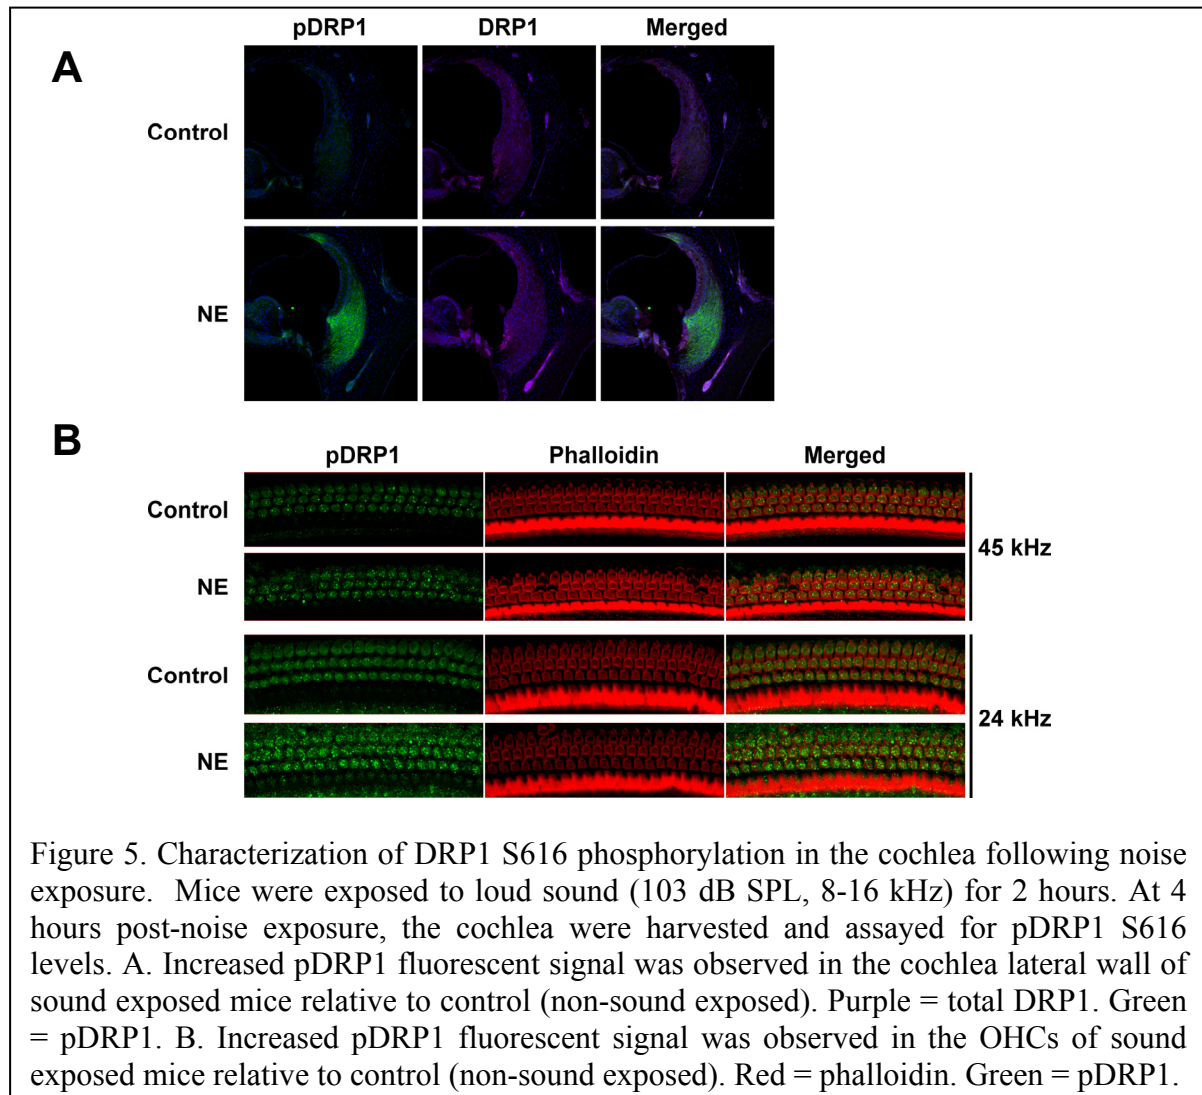 pDRP1 DRP1 Merged
A
Control
NE
B
pDRP1 Phalloidin Merged
Control
45 kHz
NE
Control
24 kHz
NE
Figure 5. Characterization of DRP1 S616 phosphorylation in the cochlea following noise
exposure. Mice were exposed to loud sound (103 dB SPL, 8-16 kHz) for 2 hours. At 4
hours post-noise exposure, the cochlea were harvested and assayed for pDRP1 S616
levels. A. Increased pDRP1 fluorescent signal was observed in the cochlea lateral wall of
sound exposed mice relative to control (non-sound exposed). Purple = total DRP1. Green
= pDRP1. B. Increased pDRP1 fluorescent signal was observed in the OHCs of sound
exposed mice relative to control (non-sound exposed). Red = phalloidin. Green = pDRP1.